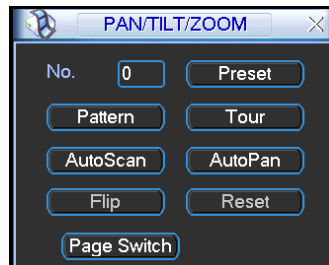 PAN/TILT/ZOOM
No. 0 Preset
Pattern Tour
AutoScan AutoPan
Flip Reset
Page Switch